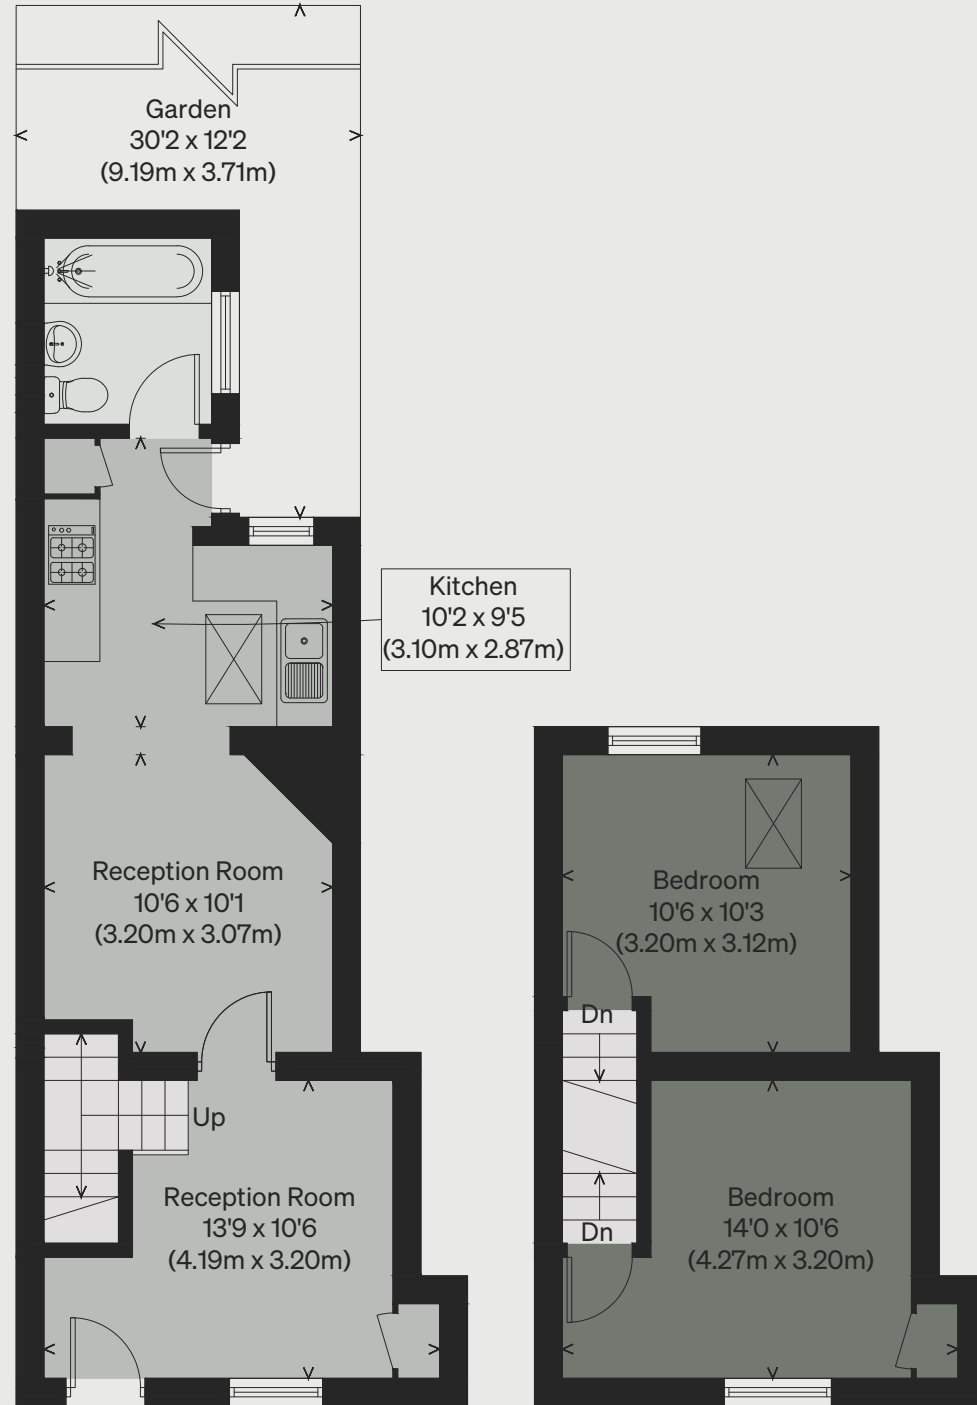 Garden
30'2 x 12'2
(9.19m x 3.71m)
Kitchen
10'2 x 9'5
(3.10m x 2.87m)
Reception Room
10'6 x 10'1
(3.20m x 3.07m)
Up
Reception Room
13'9 x 10'6
(4.19m x 3.20m)
Bedroom
10'6 x 10'3
(3.20m x 3.12m)
Dn
Dn
Bedroom
14'0 x 10'6
(4.27m x 3.20m)